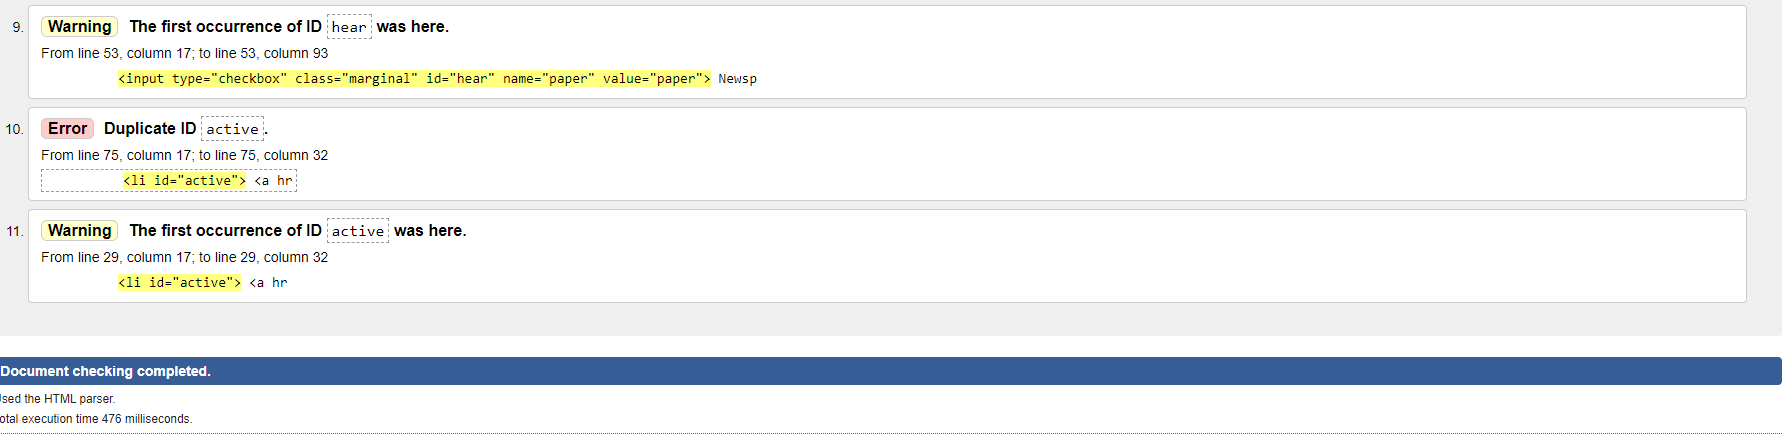 9. Warning The first occurrence of ID hear was here.
From line 53, column 17; to line 53, column 93
<input type="checkbox" class="marginal" id="hear" name="paper" value="paper"> Newsp
10. Error Duplicate ID active.
From line 75, column 17; to line 75, column 32
<li id="active"> <a hr
11. Warning The first occurrence of ID active was here.
From line 29, column 17; to line 29, column 32
<li id="active"> <a hr
Document checking completed.
sed the HTML parser.
otal execution time 476 milliseconds.